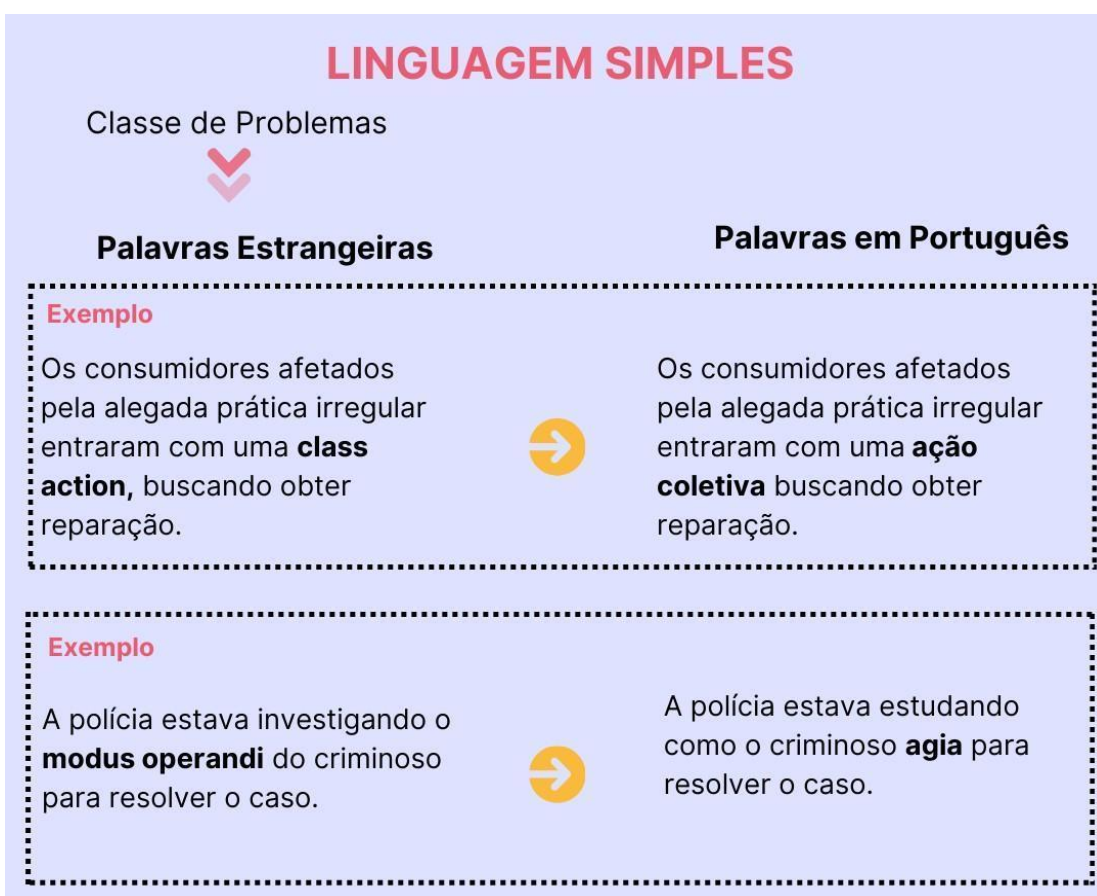 LINGUAGEM SIMPLES
Classe de Problemas
Palavras Estrangeiras
Palavras em Português
Exemplo
Os consumidores afetados
pela alegada prática irregular
entraram com uma class
action, buscando obter
reparação.
Os consumidores afetados
pela alegada prática irregular
entraram com uma ação
coletiva buscando obter
reparação.
Exemplo
A polícia estava investigando o
modus operandi do criminoso
para resolver o caso.
A polícia estava estudando
como o criminoso agia para
resolver o caso.